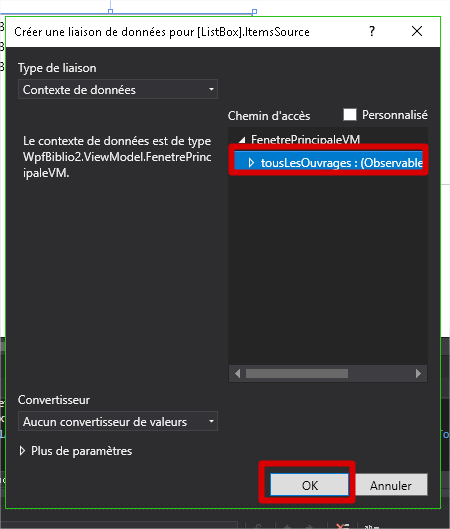 Créer une liaison de données pour [ListBox].ItemsSource
?
Type de liaison
Contexte de données
Chemin d'accès
Personnalisé
Le contexte de données est de type
WpfBiblio2.ViewModel.FenetrePrinc
ipaleVM.
FenetrePrincipaleVM
tousLesOuvrages : (Observable
Convertisseur
Aucun convertisseur de valeurs
Plus de paramètres
OK
Annuler